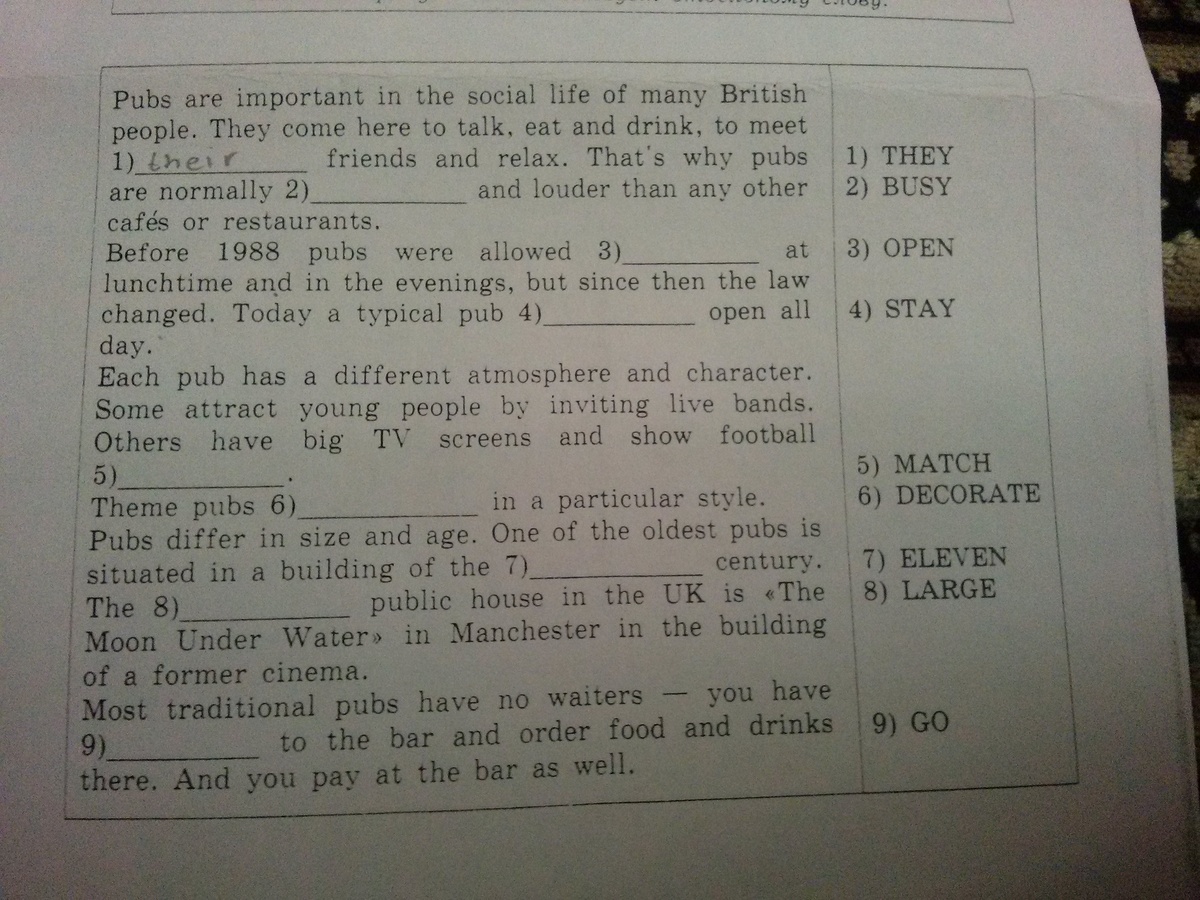 Pubs are important in the social life of many British
people. They come here to talk, eat and drink, to meet
1) their friends and relax. That's why pubs
are normally 2)__________ and louder than any other
cafés or restaurants.
Before 1988 pubs were allowed 3)__________ at
lunchtime and in the evenings, but since then the law
changed. Today a typical pub 4)__________ open all
day.
Each pub has a different atmosphere and character.
Some attract young people by inviting live bands.
Others have big TV screens and show football
5)__________.
Theme pubs 6)__________ in a particular style.
Pubs differ in size and age. One of the oldest pubs is
situated in a building of the 7)__________ century.
The 8)__________ public house in the UK is «The
Moon Under Water» in Manchester in the building
of a former cinema.
Most traditional pubs have no waiters — you have
9)__________ to the bar and order food and drinks
there. And you pay at the bar as well.
1) THEY
2) BUSY
3) OPEN
4) STAY
5) MATCH
6) DECORATE
7) ELEVEN
8) LARGE
9) GO